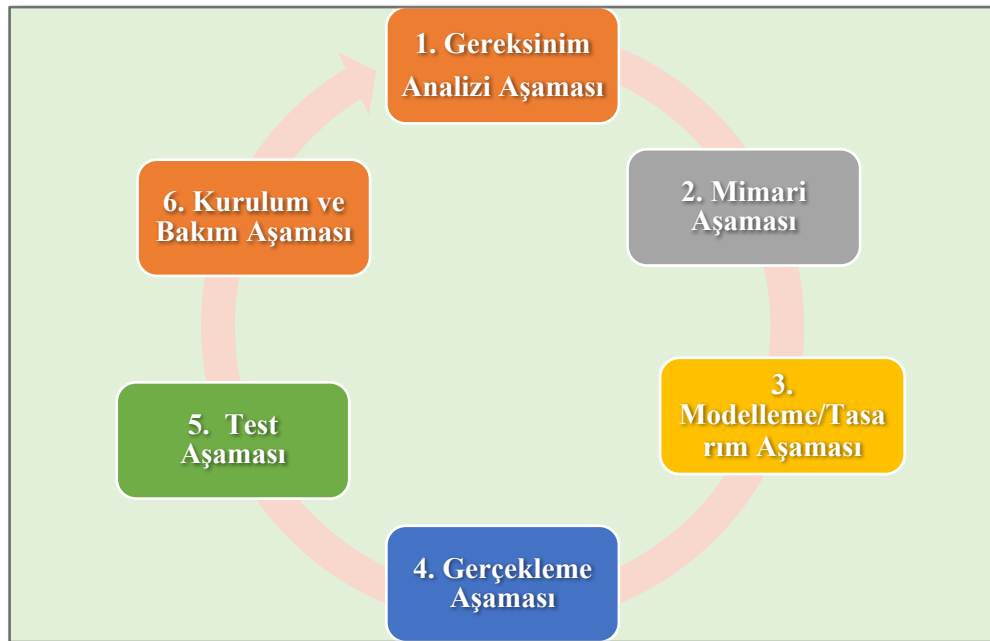 1. Gereksinim
Analizi Aşaması
2. Mimari
Aşaması
3.
Modelleme/Tasa
rım Aşaması
4. Gerçekleme
Aşaması
5. Test
Aşaması
6. Kurulum ve
Bakım Aşaması